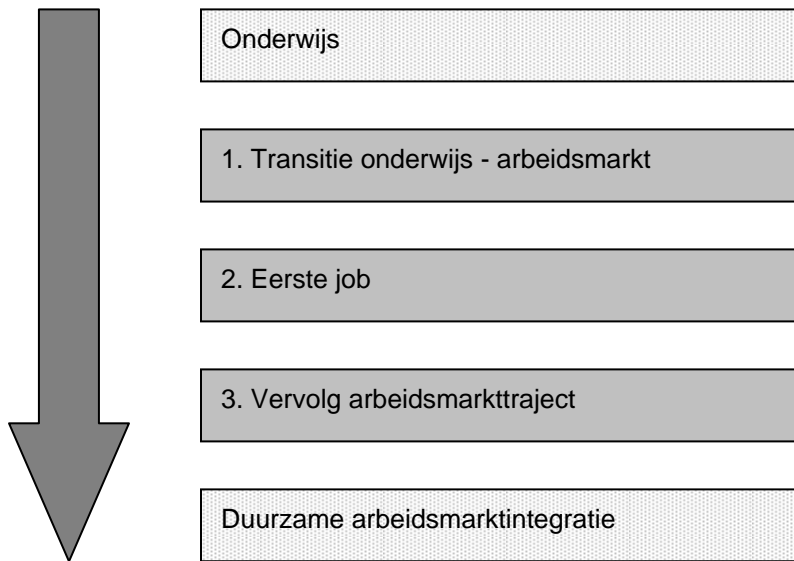 Onderwijs
1. Transitie onderwijs - arbeidsmarkt
2. Eerste job
3. Vervolg arbeidsmarkttraject
Duurzame arbeidsmarktintegratie